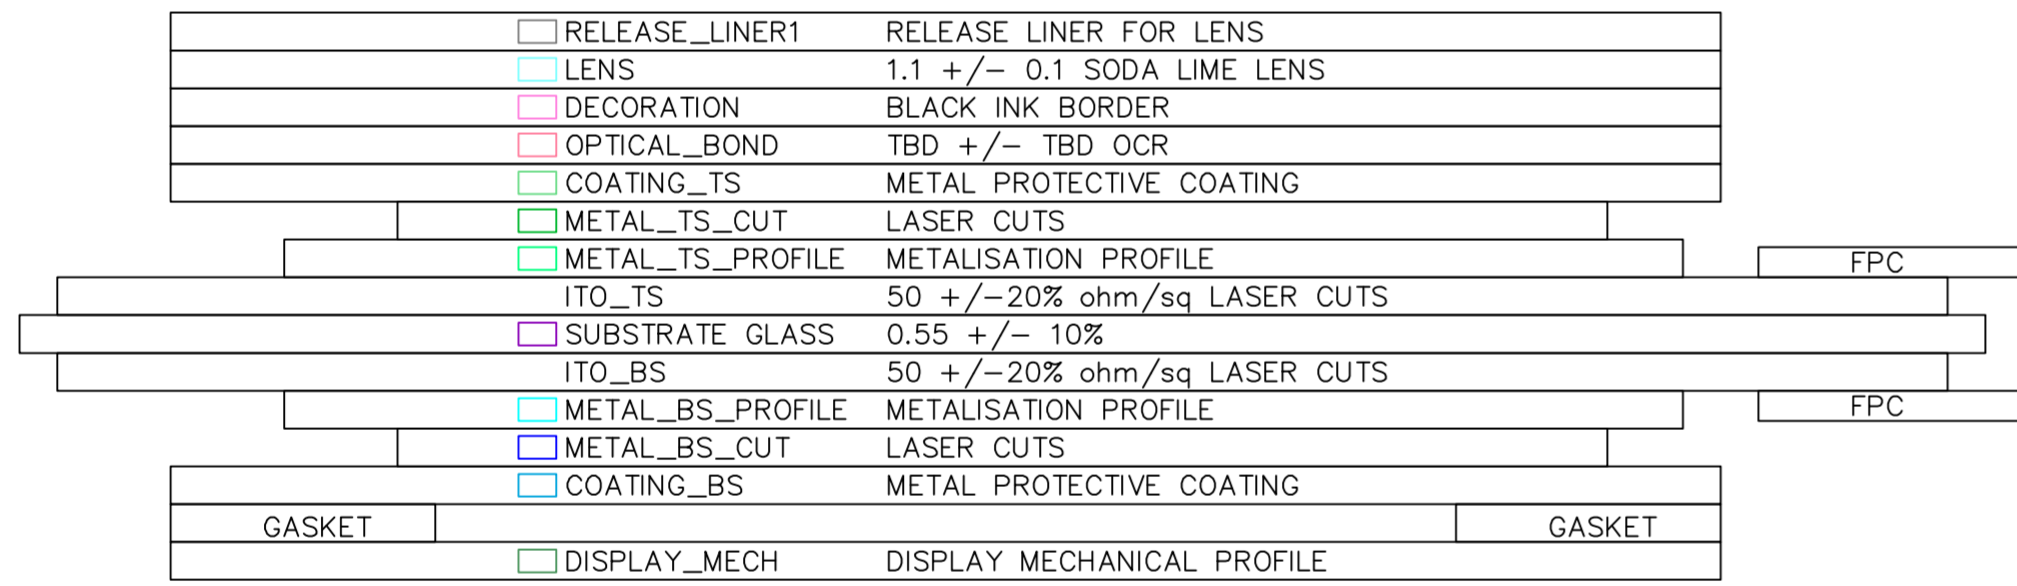 RELEASE_LINER1 RELEASE LINER FOR LENS
LENS 1.1 +/- 0.1 SODA LIME LENS
DECORATION BLACK INK BORDER
OPTICAL_BOND TBD +/- TBD OCR
COATING_TS METAL PROTECTIVE COATING
METAL_TS_CUT LASER CUTS
METAL_TS_PROFILE METALISATION PROFILE FPC
ITO_TS 50 +/-20% ohm/sq LASER CUTS
SUBSTRATE GLASS 0.55 +/- 10%
ITO_BS 50 +/-20% ohm/sq LASER CUTS
METAL_BS_PROFILE METALISATION PROFILE FPC
METAL_BS_CUT LASER CUTS
COATING_BS METAL PROTECTIVE COATING
GASKET GASKET
DISPLAY_MECH DISPLAY MECHANICAL PROFILE